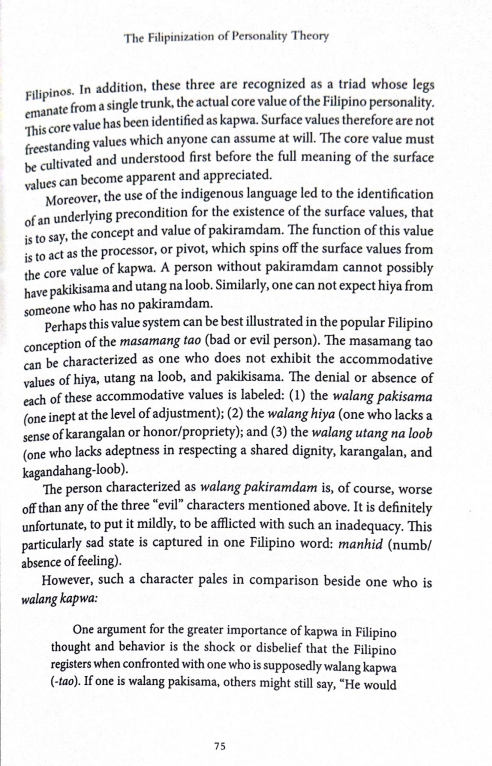 The Filipinization of Personality Theory
Filipinos. In addition, these three are recognized as a triad whose legs
emanate from a single trunk, the actual core value of the Filipino personality.
This core value has been identified as kapwa. Surface values therefore are not
freestanding values which anyone can assume at will. The core value must
be cultivated and understood first before the full meaning of the surface
values can become apparent and appreciated.
Moreover, the use of the indigenous language led to the identification
of an underlying precondition for the existence of the surface values, that
is to say, the concept and value of pakiramdam. The function of this value
is to act as the processor, or pivot, which spins off the surface values from
the core value of kapwa. A person without pakiramdam cannot possibly
have pakikisama and utang na loob. Similarly, one can not expect hiya from
someone who has no pakiramdam.
Perhaps this value system can be best illustrated in the popular Filipino
conception of the masamang tao (bad or evil person). The masamang tao
can be characterized as one who does not exhibit the accommodative
values of hiya, utang na loob, and pakikisama. The denial or absence of
each of these accommodative values is labeled: (1) the walang pakisama
(one inept at the level of adjustment); (2) the walang hiya (one who lacks a
sense of karangalan or honor/propriety); and (3) the walang utang na loob
(one who lacks adeptness in respecting a shared dignity, karangalan, and
kagandahang-loob).
The person characterized as walang pakiramdam is, of course, worse
off than any of the three “evil” characters mentioned above. It is definitely
unfortunate, to put it mildly, to be afflicted with such an inadequacy. This
particularly sad state is captured in one Filipino word: manhid (numb/
absence of feeling).
However, such a character pales in comparison beside one who is
walang kapwa:
One argument for the greater importance of kapwa in Filipino
thought and behavior is the shock or disbelief that the Filipino
registers when confronted with one who is supposedly walang kapwa
(-tao). If one is walang pakisama, others might still say, “He would
75